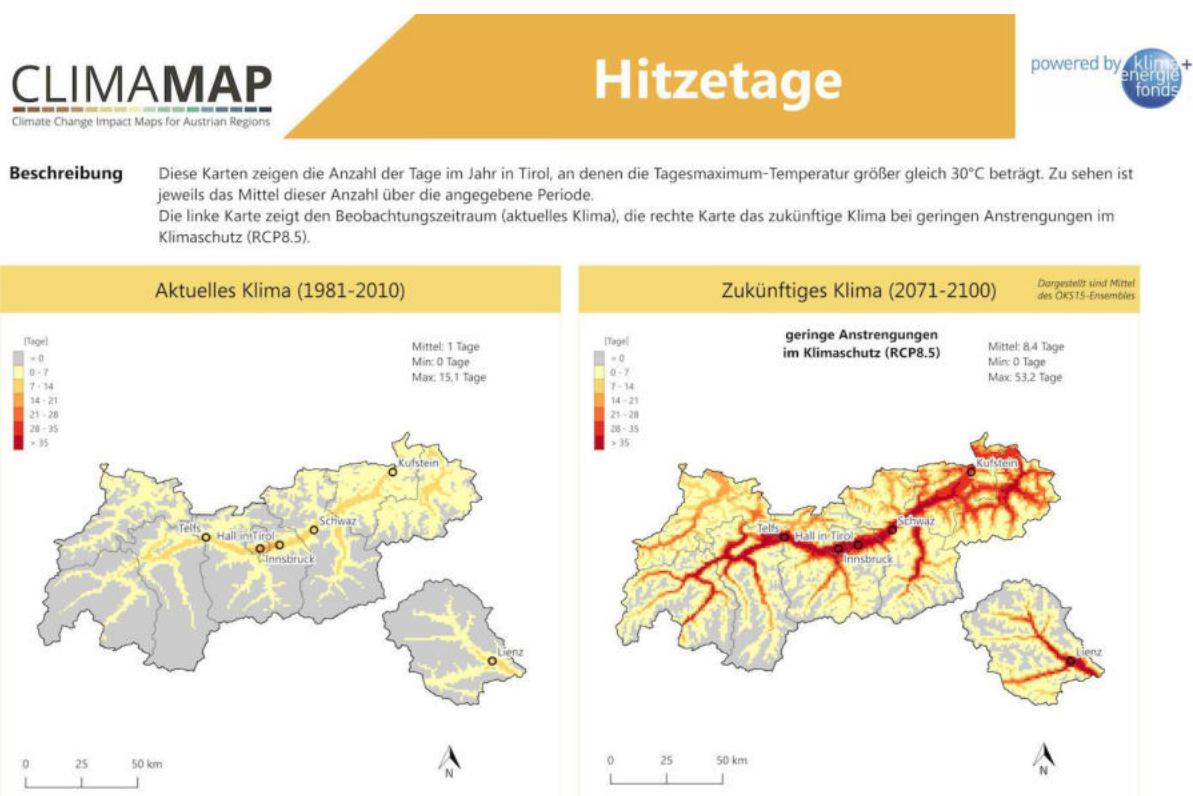 CLIMAMAP
Climate Change Impact Maps for Austrian Regions
Hitzetage
powered by klima+
energie
fonds
Beschreibung
Diese Karten zeigen die Anzahl der Tage im Jahr in Tirol, an denen die Tagesmaximum-Temperatur größer gleich 30°C beträgt. Zu sehen ist
jeweils das Mittel dieser Anzahl über die angegebene Periode.
Die linke Karte zeigt den Beobachtungszeitraum (aktuelles Klima), die rechte Karte das zukünftige Klima bei geringen Anstrengungen im
Klimaschutz (RCP8.5).
Aktuelles Klima (1981-2010)
[Tage]
= 0
0 - 7
7 - 14
14 - 21
21 - 28
28 - 35
> 35
Mittel: 1 Tage
Min: 0 Tage
Max: 15,1 Tage
Kufstein
Schwaz
Telfs
Hall in Tirol
Innsbruck
Lienz
0 25 50 km
N
Zukünftiges Klima (2071-2100)
Dargestellt sind Mittel
des ÖKS15-Ensembles
geringe Anstrengungen
im Klimaschutz (RCP8.5)
[Tage]
= 0
0 - 7
7 - 14
14 - 21
21 - 28
28 - 35
> 35
Mittel: 8,4 Tage
Min: 0 Tage
Max: 53,2 Tage
Kufstein
Schwaz
Telfs
Hall in Tirol
Innsbruck
Lienz
0 25 50 km
N